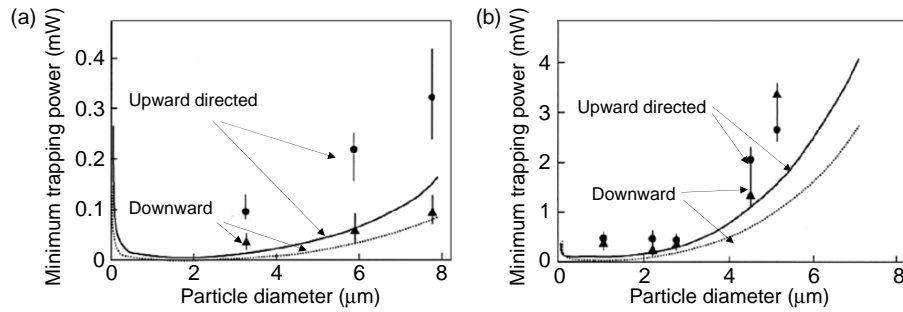 (a)
Minimum trapping power (mW)
0.4
0.3
0.2
0.1
0
Upward directed
Downward
0 2 4 6 8
Particle diameter (μm)
(b)
Minimum trapping power (mW)
4
3
2
1
0
Upward directed
Downward
0 2 4 6 8
Particle diameter (μm)